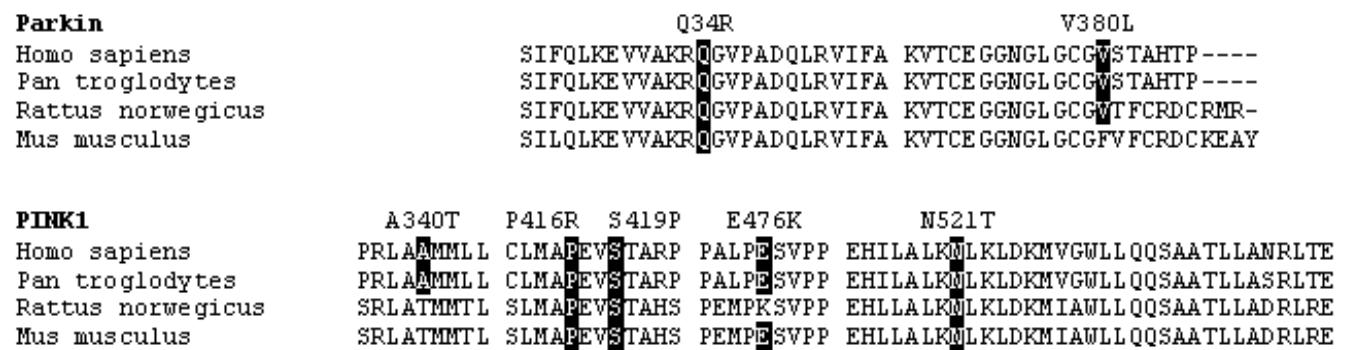 Parkin Q34R V380L
Homo sapiens SIFQLKEVVAKRQGVPADQLRVIFA KVTCEGGNGLGCGVSTAHTP----
Pan troglodytes SIFQLKEVVAKRQGVPADQLRVIFA KVTCEGGNGLGCGVSTAHTP----
Rattus norwegicus SIFQLKEVVAKRQGVPADQLRVIFA KVTCEGGNGLGCGVTFCRDCRMR-
Mus musculus SILQLKEVVAKRQGVPADQLRVIFA KVTCEGGNGLGCGFVFCRDCKEAY
PINK1 A340T P416R S419P E476K N521T
Homo sapiens PRLAAMMLL CLMAPEVSTARP PALPESVPP EHILALKNLKLDKMVGWLLQQSAATLLANRLTE
Pan troglodytes PRLAAMMLL CLMAPEVSTARP PALPESVPP EHILALKNLKLDKMVGWLLQQSAATLLASRLTE
Rattus norwegicus SRLATMMTL SLMAPEVSTAHS PEMPKSVPP EHLLALKNLKLDKMIAWLLQQSAATLLADRLRE
Mus musculus SRLATMMTL SLMAPEVSTAHS PEMPESVPP EHLLALKNLKLDKMIAWLLQQSAATLLADRLRE